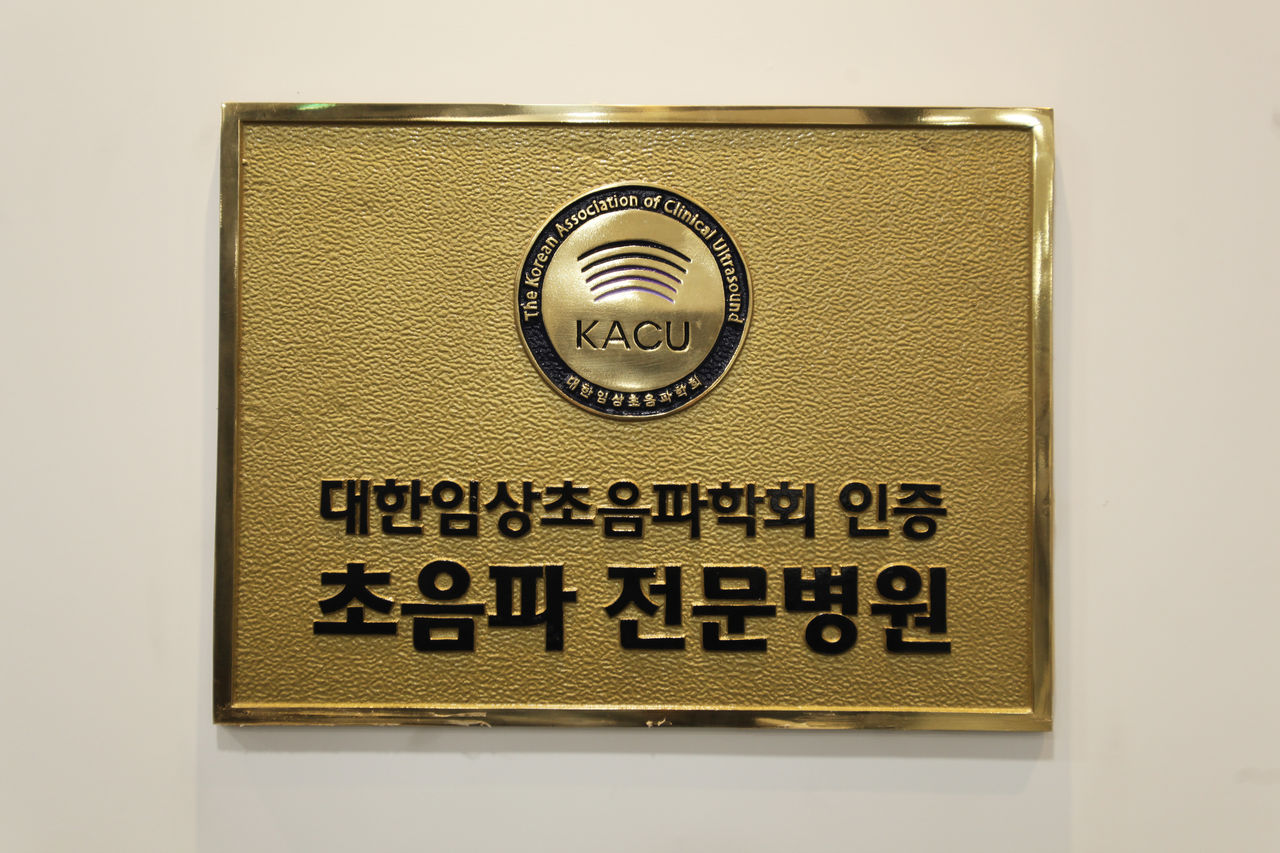 The Korean Association of Clinical Ultrasound
KACU
대한임상초음파학회
대한임상초음파학회 인증
초음파 전문병원